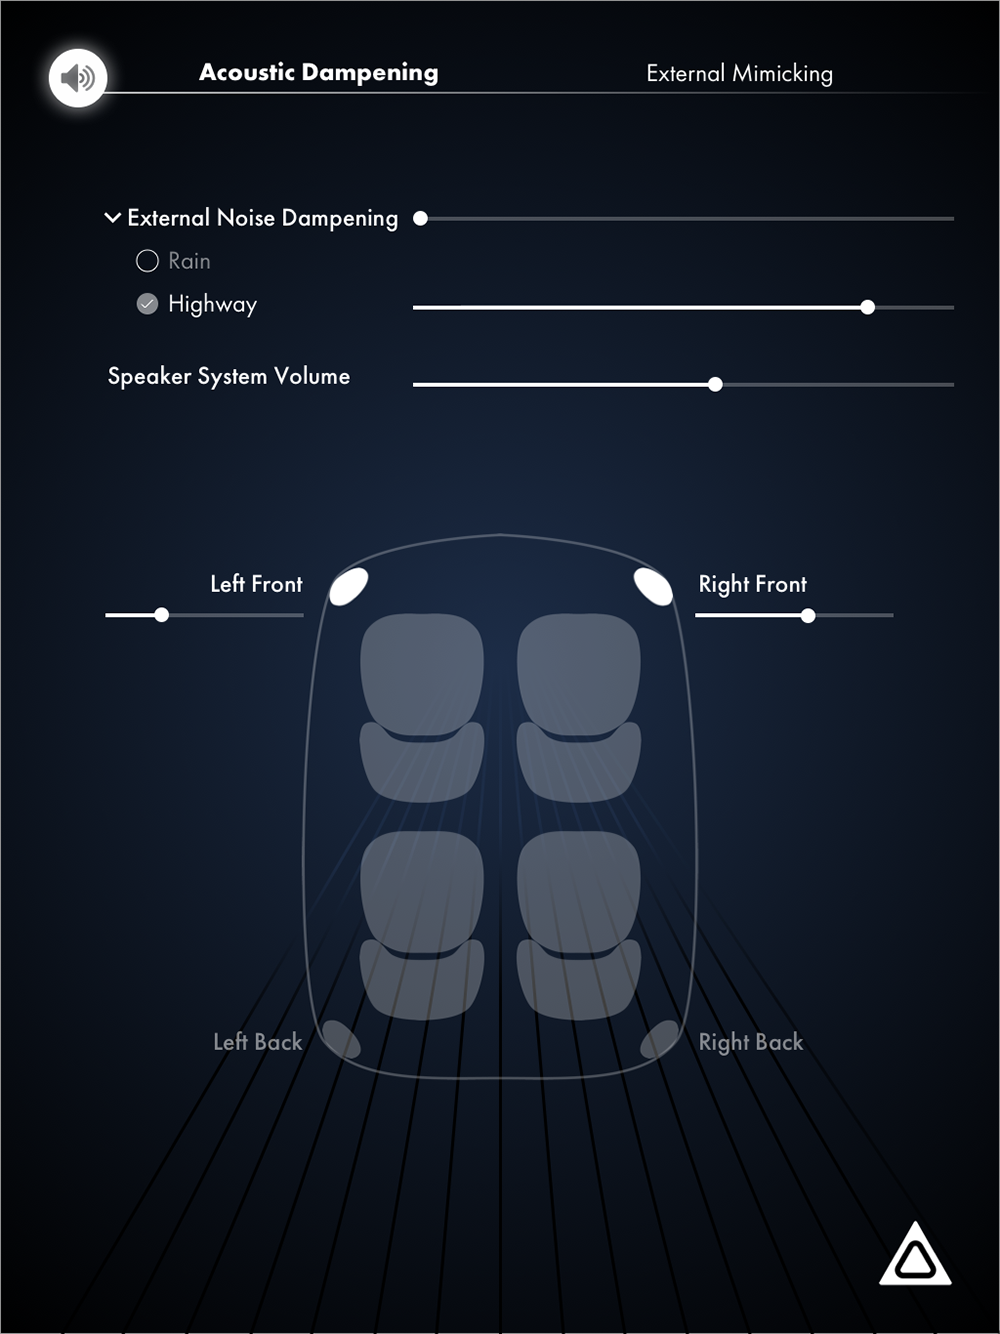 Acoustic Dampening
External Mimicking
External Noise Dampening
Rain
Highway
Speaker System Volume
Left Front
Right Front
Left Back
Right Back